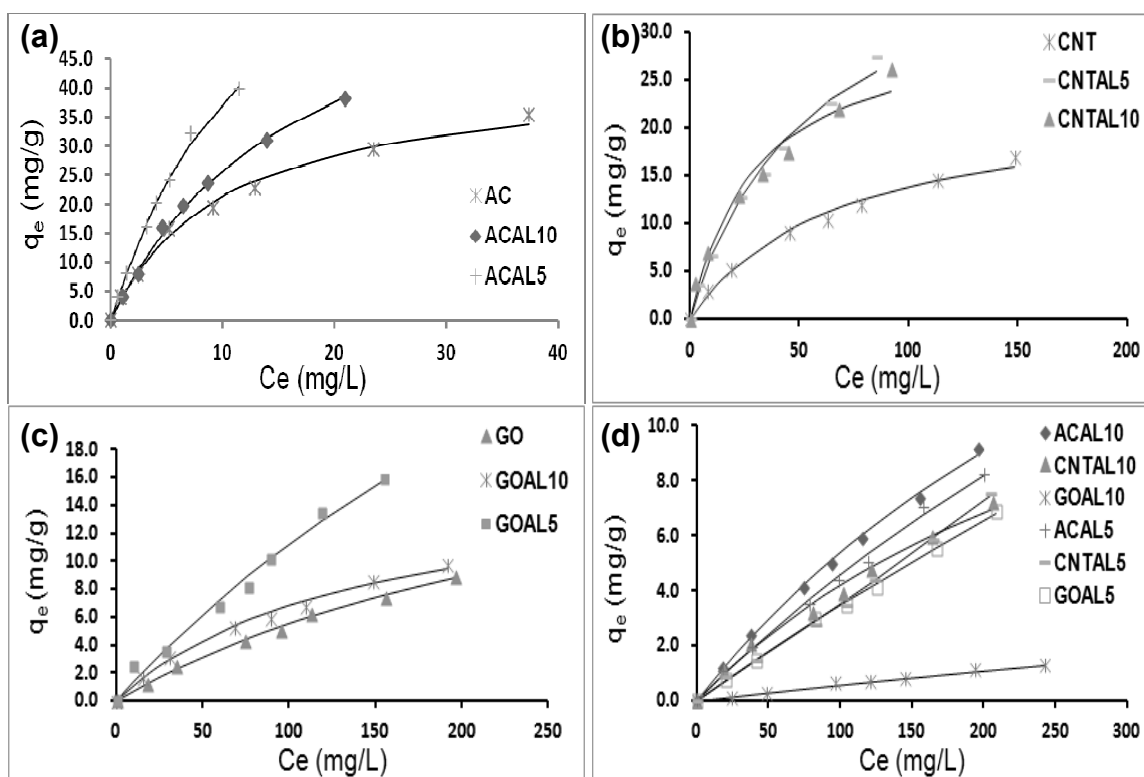 (a)
45.0
40.0
35.0
30.0
25.0
20.0
15.0
10.0
5.0
0.0
qe (mg/g)
AC
ACAL10
ACAL5
0 10 20 30 40
Ce (mg/L)
(b)
30.0
25.0
20.0
15.0
10.0
5.0
0.0
qe (mg/g)
CNT
CNTAL5
CNTAL10
0 50 100 150 200
Ce (mg/L)
(c)
18.0
16.0
14.0
12.0
10.0
8.0
6.0
4.0
2.0
0.0
qe (mg/g)
GO
GOAL10
GOAL5
0 50 100 150 200 250
Ce (mg/L)
(d)
10.0
8.0
6.0
4.0
2.0
0.0
qe (mg/g)
ACAL10
CNTAL10
GOAL10
ACAL5
CNTAL5
GOAL5
0 50 100 150 200 250 300
Ce (mg/L)